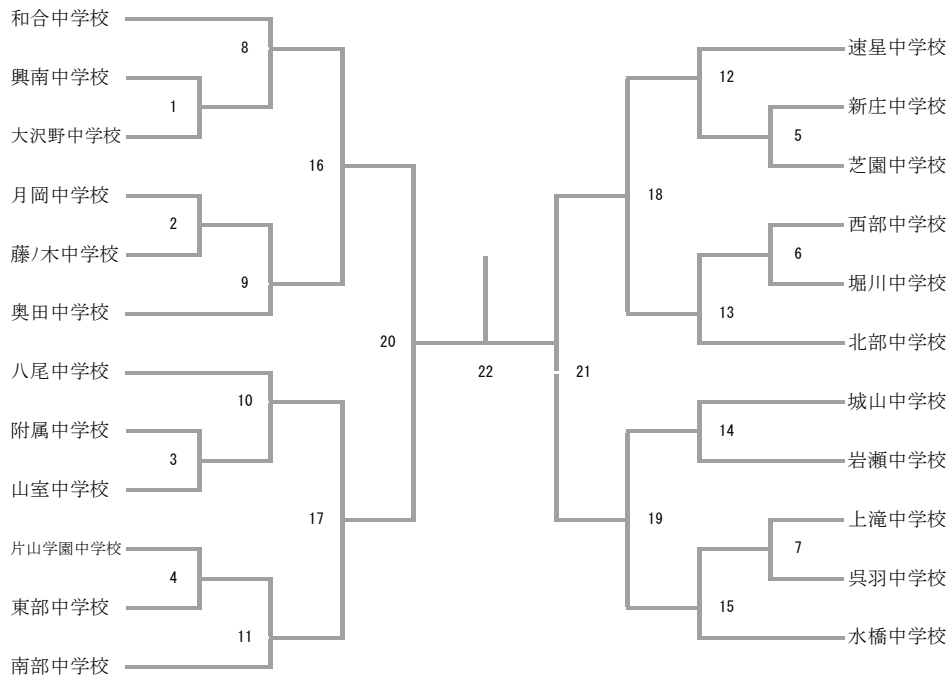 和合中学校
興南中学校
大沢野中学校
月岡中学校
藤ノ木中学校
奥田中学校
八尾中学校
附属中学校
山室中学校
片山学園中学校
東部中学校
南部中学校
1
2
3
4
8
9
10
11
16
17
20
22
21
18
19
12
13
14
15
5
6
7
速星中学校
新庄中学校
芝園中学校
西部中学校
堀川中学校
北部中学校
城山中学校
岩瀬中学校
上滝中学校
呉羽中学校
水橋中学校